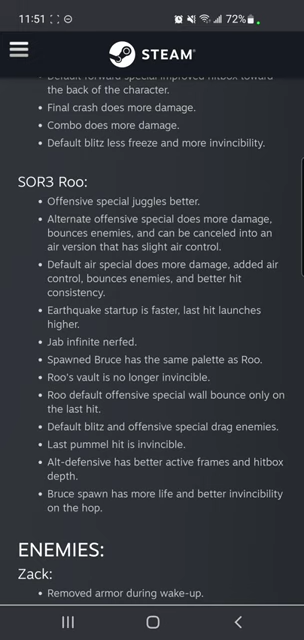 11:51
72%
STEAM®
Default forward special improved hitbox toward
the back of the character.
• Final crash does more damage.
• Combo does more damage.
• Default blitz less freeze and more invincibility.
SOR3 Roo:
• Offensive special juggles better.
• Alternate offensive special does more damage,
bounces enemies, and can be canceled into an
air version that has slight air control.
• Default air special does more damage, added air
control, bounces enemies, and better hit
consistency.
• Earthquake startup is faster, last hit launches
higher.
• Jab infinite nerfed.
• Spawned Bruce has the same palette as Roo.
• Roo's vault is no longer invincible.
• Roo default offensive special wall bounce only on
the last hit.
• Default blitz and offensive special drag enemies.
• Last pummel hit is invincible.
• Alt-defensive has better active frames and hitbox
depth.
• Bruce spawn has more life and better invincibility
on the hop.
ENEMIES:
Zack:
• Removed armor during wake-up.